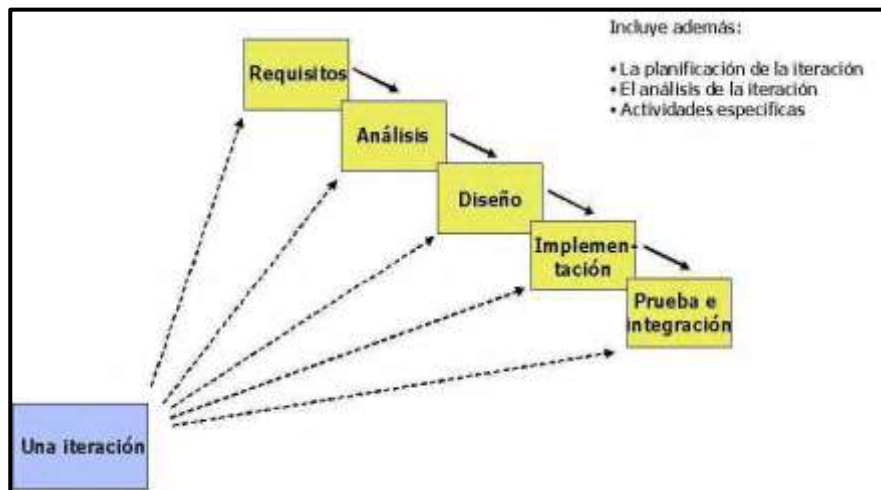 Incluye además:
• La planificación de la iteración
• El análisis de la iteración
• Actividades especificas
Requisitos
Análisis
Diseño
Implemen-
tación
Prueba e
integración
Una iteración